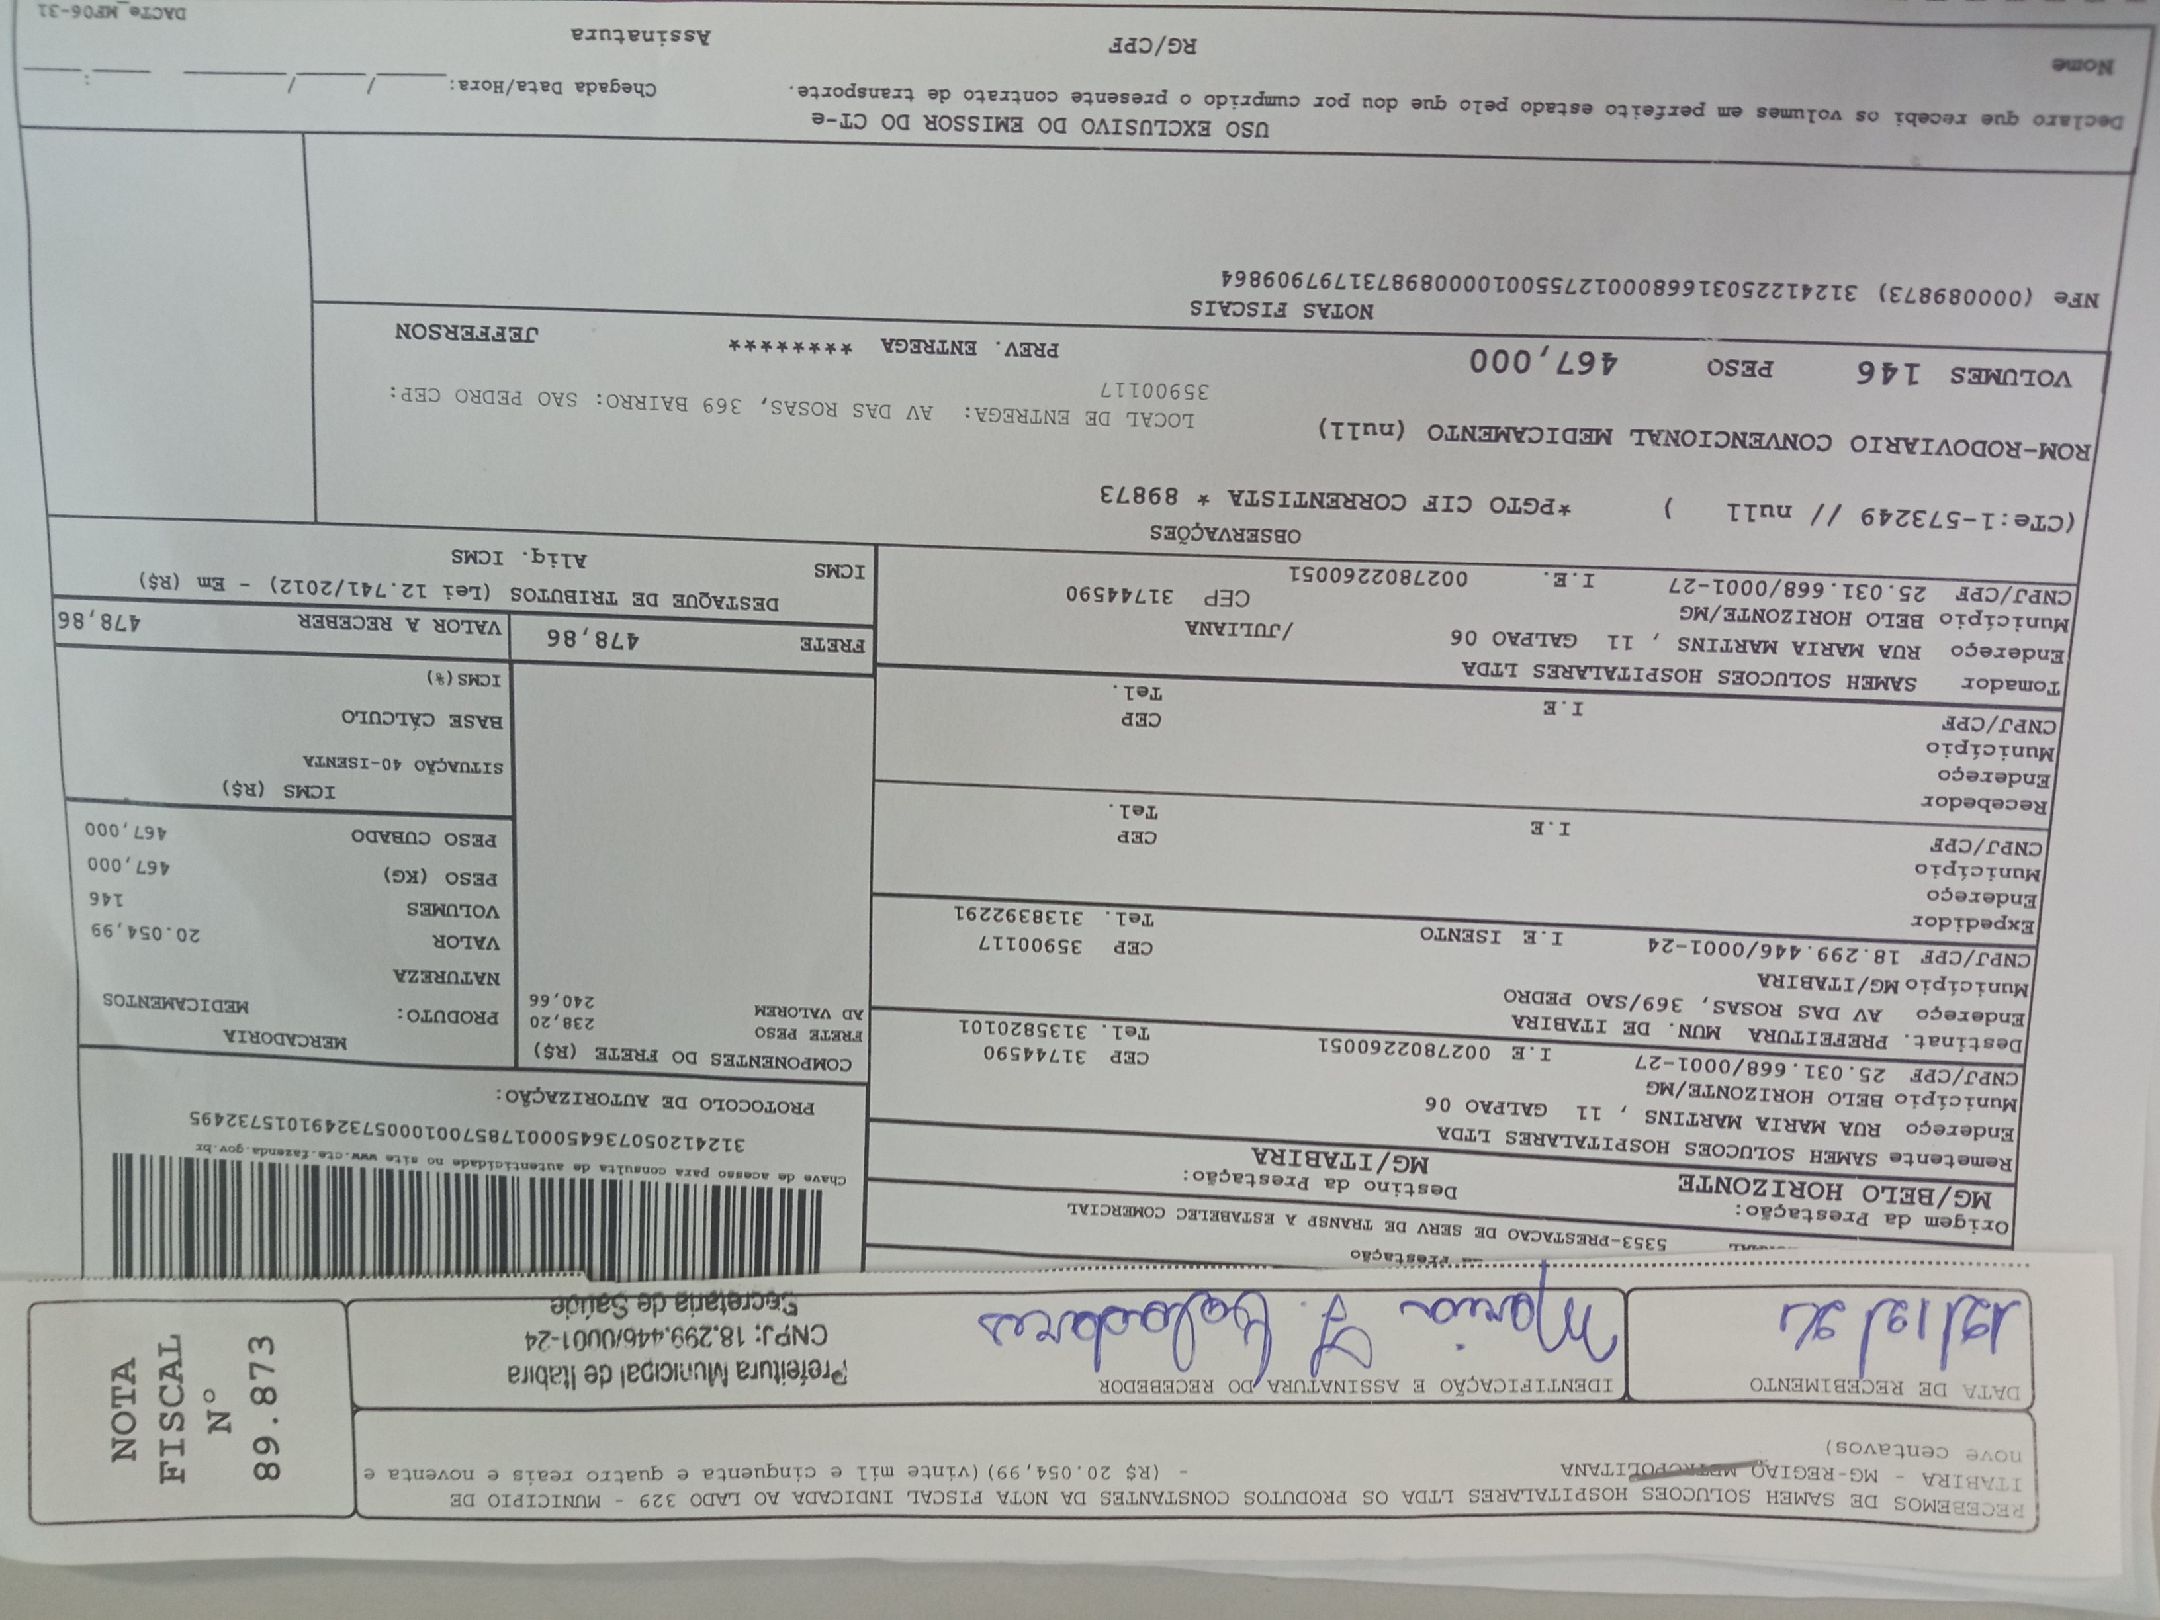 RECEBEMOS DE SAMEH SOLUCOES HOSPITALARES LTDA OS PRODUTOS CONSTANTES DA NOTA FISCAL INDICADA AO LADO 329 - MUNICIPIO DE
ITABIRA - MG-REGIAO METROPOLITANA - (R$ 20.054,99) (vinte mil e cinquenta e quatro reais e noventa e
nove centavos)
NOTA
FISCAL
Nº
89.873
DATA DE RECEBIMENTO
12/12/24
IDENTIFICAÇÃO E ASSINATURA DO RECEBEDOR
Maria
Prefeitura Municipal de Itabira
CNPJ: 18.299.446/0001-24
Secretaria de Saúde
Prestação
5353-PRESTACAO DE SERV DE TRANSP A ESTABELEC COMERCIAL
Origem da Prestação: Destino da Prestação:
MG/BELO HORIZONTE MG/ITABIRA
Remetente SAMEH SOLUCOES HOSPITALARES LTDA
Endereço RUA MARIA MARTINS , 11 GALPAO 06
Município BELO HORIZONTE/MG CEP 31744590
CNPJ/CPF 25.031.668/0001-27 I.E 0027802260051 Tel. 3135820101
Destinat. PREFEITURA MUN. DE ITABIRA
Endereço AV DAS ROSAS, 369/SAO PEDRO
Município MG/ITABIRA CEP 35900117
CNPJ/CPF 18.299.446/0001-24 I.E ISENTO Tel. 3138392291
Expedidor
Endereço
Município CEP
CNPJ/CPF I.E Tel.
Recebedor
Endereço
Município CEP
CNPJ/CPF I.E Tel.
Tomador SAMEH SOLUCOES HOSPITALARES LTDA
Endereço RUA MARIA MARTINS , 11 GALPAO 06 /JULIANA
Município BELO HORIZONTE/MG CEP 31744590
CNPJ/CPF 25.031.668/0001-27 I.E. 0027802260051
Chave de acesso para consulta de autenticidade no site www.cte.fazenda.gov.br
31241205073645000178570010005732491015732495
PROTOCOLO DE AUTORIZAÇÃO:
COMPONENTES DO FRETE (R$)
FRETE PESO 238,20
AD VALOREM 240,66
MERCADORIA
PRODUTO: MEDICAMENTOS
NATUREZA
VALOR 20.054,99
VOLUMES 146
PESO (KG) 467,000
PESO CUBADO 467,000
ICMS (R$)
SITUAÇÃO 40-ISENTA
BASE CÁLCULO
ICMS(%)
FRETE 478,86 VALOR A RECEBER 478,86
DESTAQUE DE TRIBUTOS (Lei 12.741/2012) - Em (R$)
ICMS Aliq. ICMS
OBSERVAÇÕES
(CTe:1-573249 // null ) *PGTO CIF CORRENTISTA * 89873
ROM-RODOVIARIO CONVENCIONAL MEDICAMENTO (null)
LOCAL DE ENTREGA: AV DAS ROSAS, 369 BAIRRO: SAO PEDRO CEP:
35900117
VOLUMES 146 PESO 467,000 PREV. ENTREGA ******** JEFFERSON
NOTAS FISCAIS
NFe (000089873) 31241225031668000127550010000898731797909864
USO EXCLUSIVO DO EMISSOR DO CT-e
Declaro que recebi os volumes em perfeito estado pelo que dou por cumprido o presente contrato de transporte. Chegada Data/Hora: ____/____/______ ____:____
Nome RG/CPF Assinatura
DACTe_MP06-31